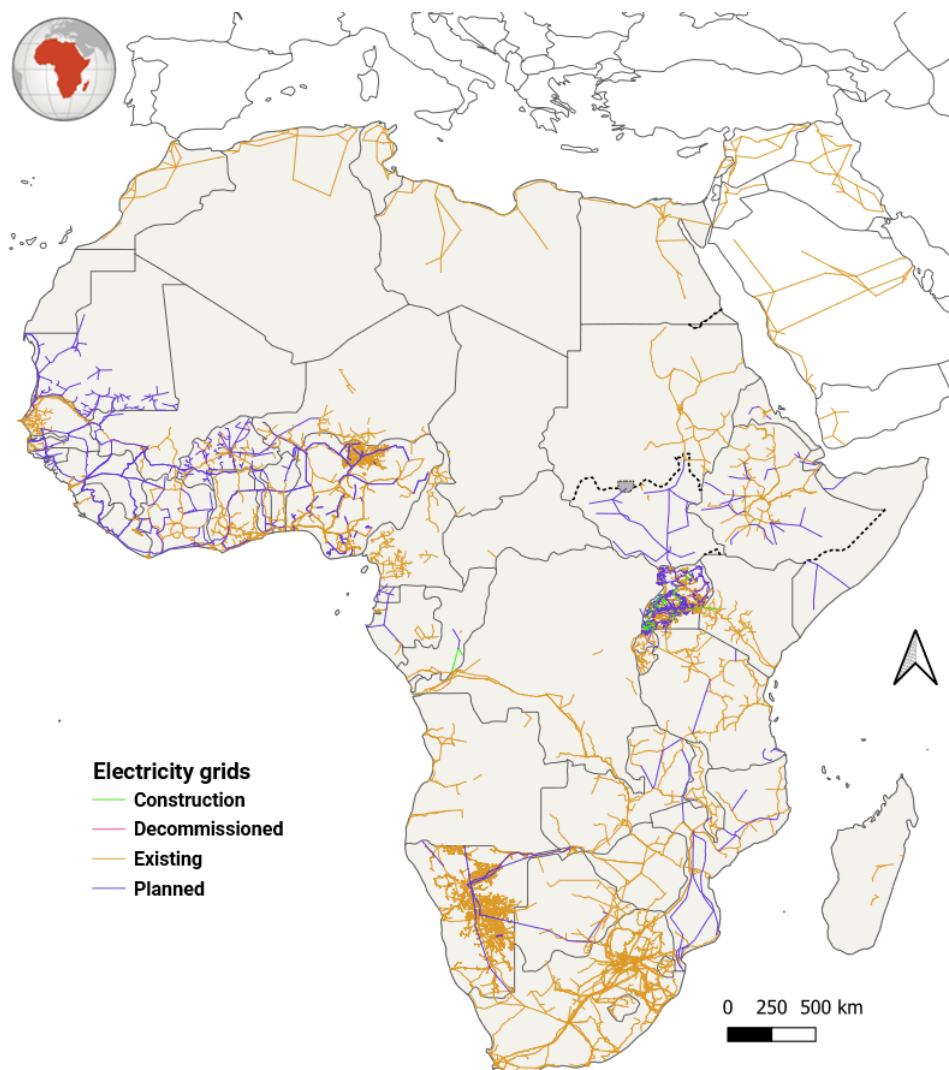 Electricity grids
Construction
Decommissioned
Existing
Planned
0 250 500 km